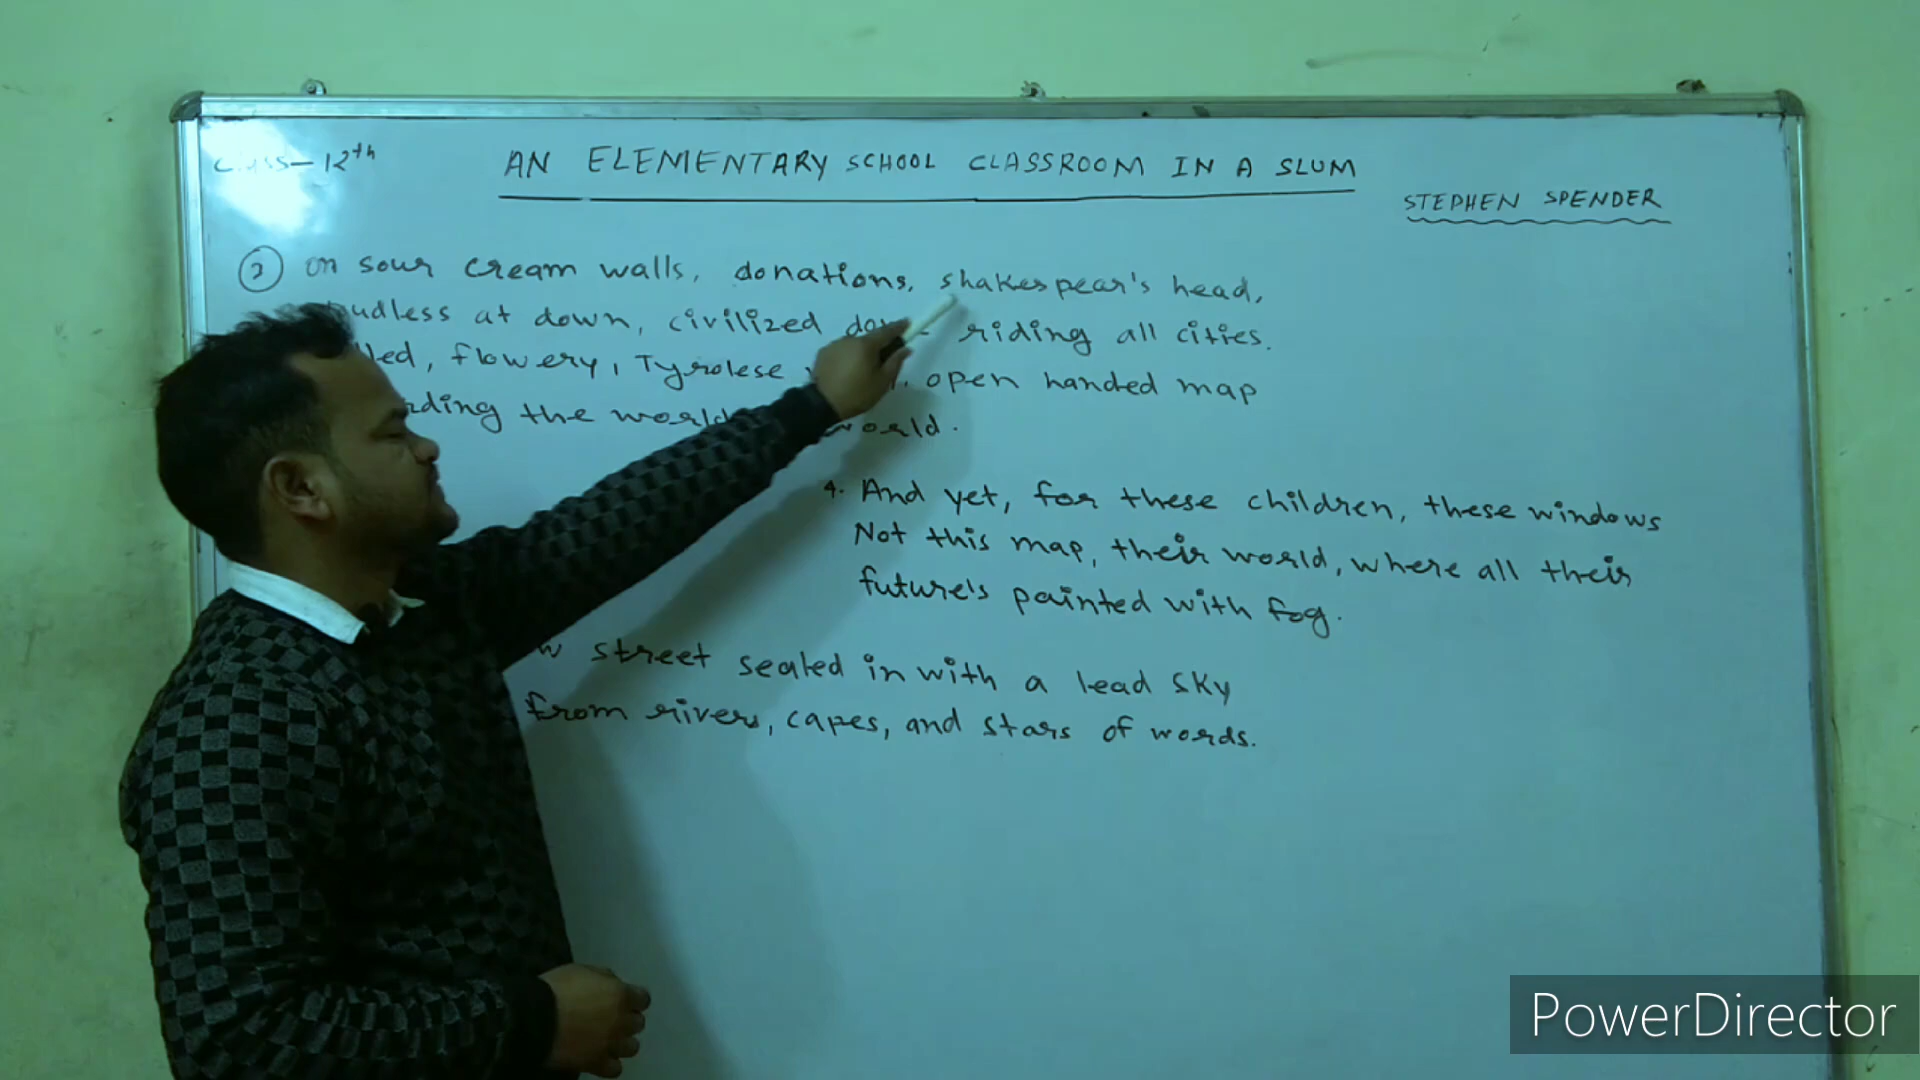 CLASS-12th
AN ELEMENTARY SCHOOL CLASSROOM IN A SLUM
STEPHEN SPENDER
2 on sour cream walls, donations, shakespear's head,
at down, civilized riding all cities.
flowery, Tyrolese open handed map
the world world.
4. And yet, for these children, these windows
Not this map, their world, where all their
future's painted with fog.
street sealed in with a lead sky
from rivers, capes, and stars of words.
PowerDirector